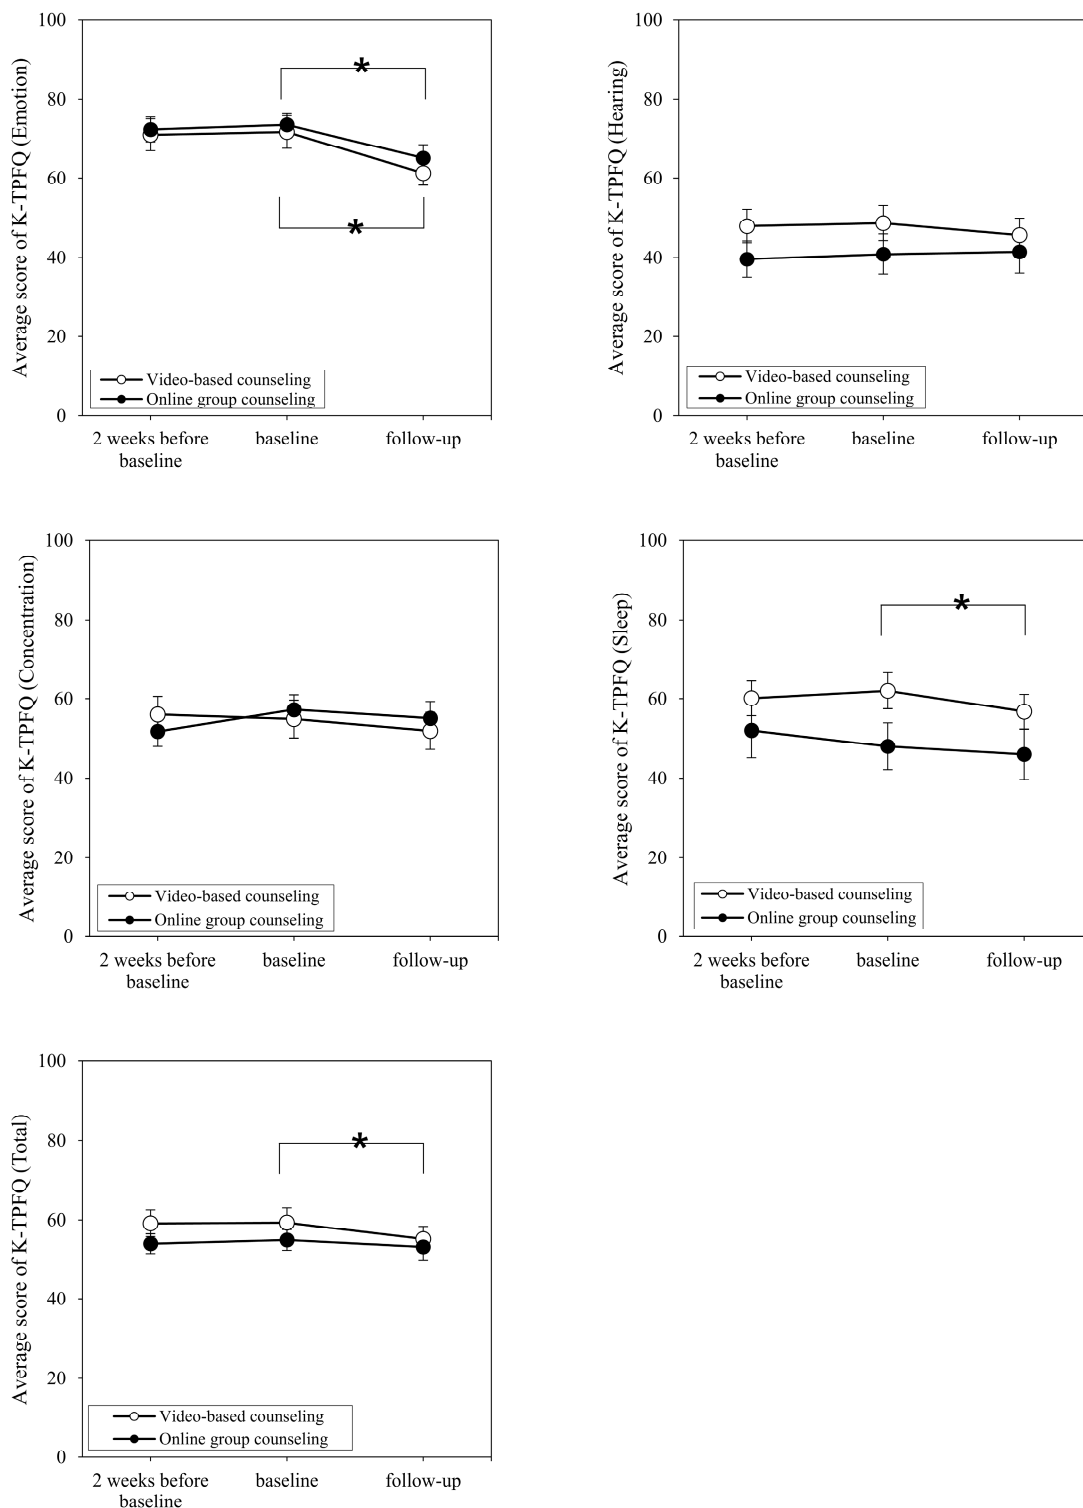 Average score of K-TPFQ (Emotion)
100
80
60
40
20
0
*
*
Video-based counseling
Online group counseling
2 weeks before
baseline
baseline
follow-up
Average score of K-TPFQ (Hearing)
100
80
60
40
20
0
Video-based counseling
Online group counseling
2 weeks before
baseline
baseline
follow-up
Average score of K-TPFQ (Concentration)
100
80
60
40
20
0
Video-based counseling
Online group counseling
2 weeks before
baseline
baseline
follow-up
Average score of K-TPFQ (Sleep)
100
80
60
40
20
0
*
Video-based counseling
Online group counseling
2 weeks before
baseline
baseline
follow-up
Average score of K-TPFQ (Total)
100
80
60
40
20
0
*
Video-based counseling
Online group counseling
2 weeks before
baseline
baseline
follow-up